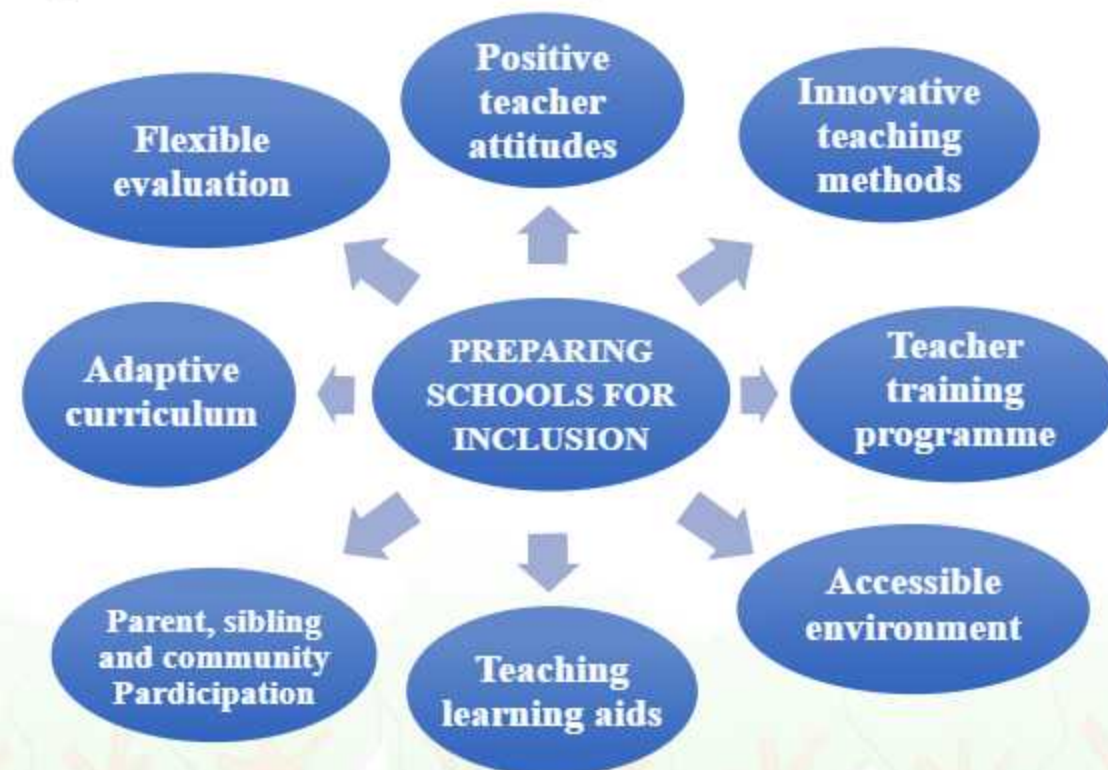 Positive
teacher
attitudes
Innovative
teaching
methods
Flexible
evaluation
PREPARING
SCHOOLS FOR
INCLUSION
Teacher
training
programme
Adaptive
curriculum
Accessible
environment
Parent, sibling
and community
Pardicipation
Teaching
learning aids